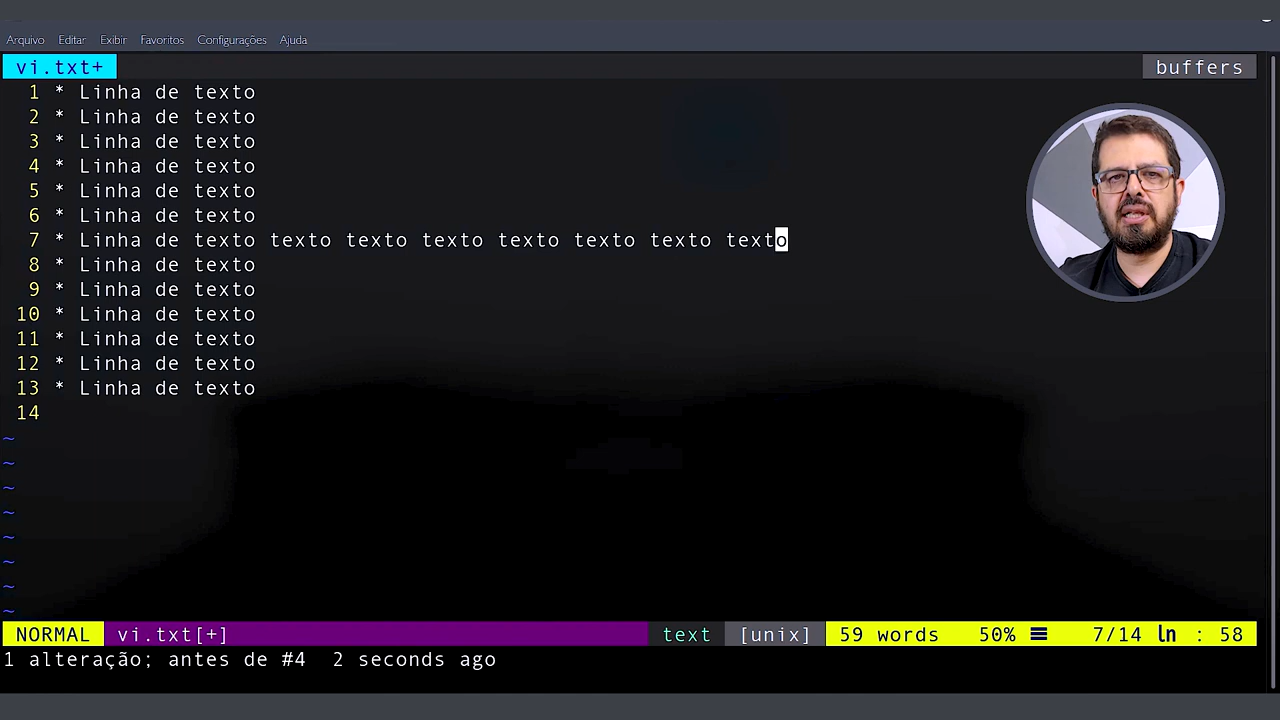 Arquivo Editar Exibir Favoritos Configurações Ajuda
vi.txt+ buffers
1 * Linha de texto
2 * Linha de texto
3 * Linha de texto
4 * Linha de texto
5 * Linha de texto
6 * Linha de texto
7 * Linha de texto texto texto texto texto texto texto texto
8 * Linha de texto
9 * Linha de texto
10 * Linha de texto
11 * Linha de texto
12 * Linha de texto
13 * Linha de texto
14
~
~
~
~
~
~
~
~
NORMAL vi.txt[+] text [unix] 59 words 50% ☰ 7/14 ln : 58
1 alteração; antes de #4 2 seconds ago